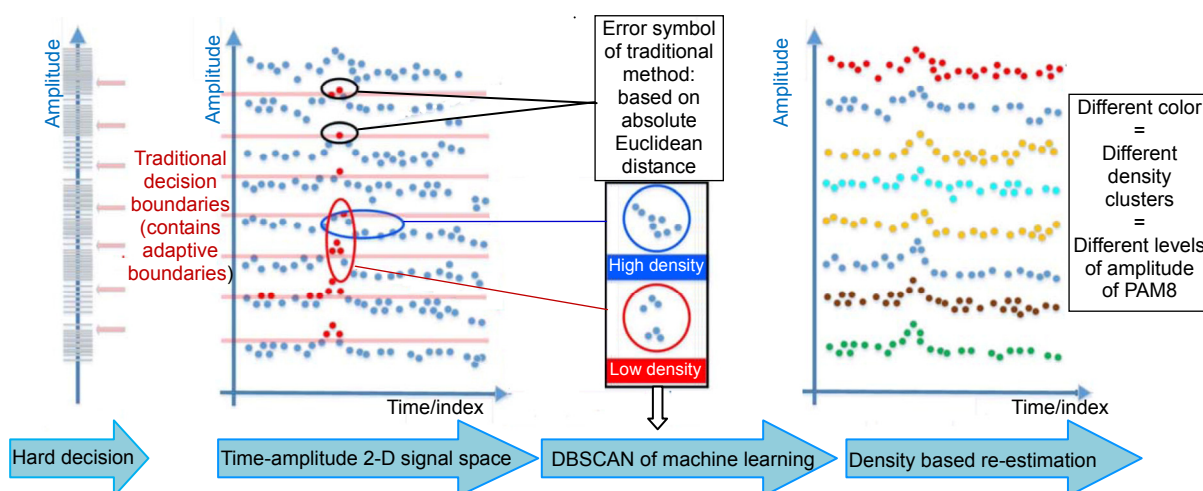 Amplitude
Traditional
decision
boundaries
(contains
adaptive
boundaries)
Amplitude
Time/index
Error symbol
of traditional
method:
based on
absolute
Euclidean
distance
High density
Low density
Amplitude
Time/index
Different color
=
Different
density
clusters
=
Different levels
of amplitude
of PAM8
Hard decision
Time-amplitude 2-D signal space
DBSCAN of machine learning
Density based re-estimation